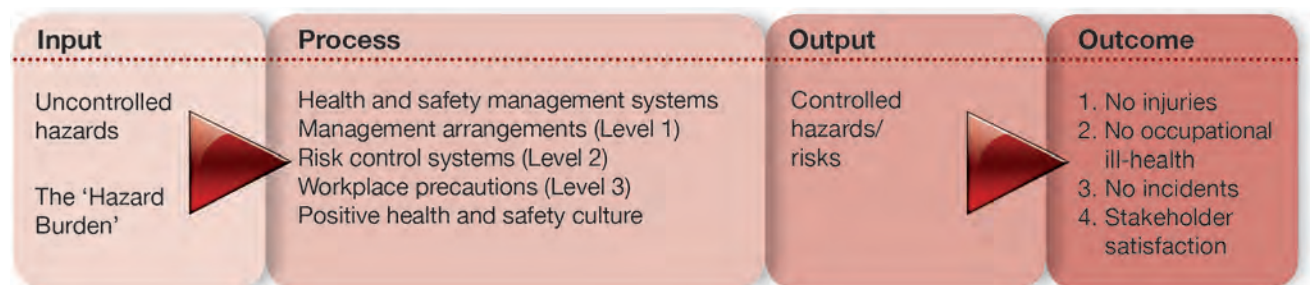 Input
Uncontrolled
hazards
The ‘Hazard
Burden’
Process
Health and safety management systems
Management arrangements (Level 1)
Risk control systems (Level 2)
Workplace precautions (Level 3)
Positive health and safety culture
Output
Controlled
hazards/
risks
Outcome
1. No injuries
2. No occupational
ill-health
3. No incidents
4. Stakeholder
satisfaction